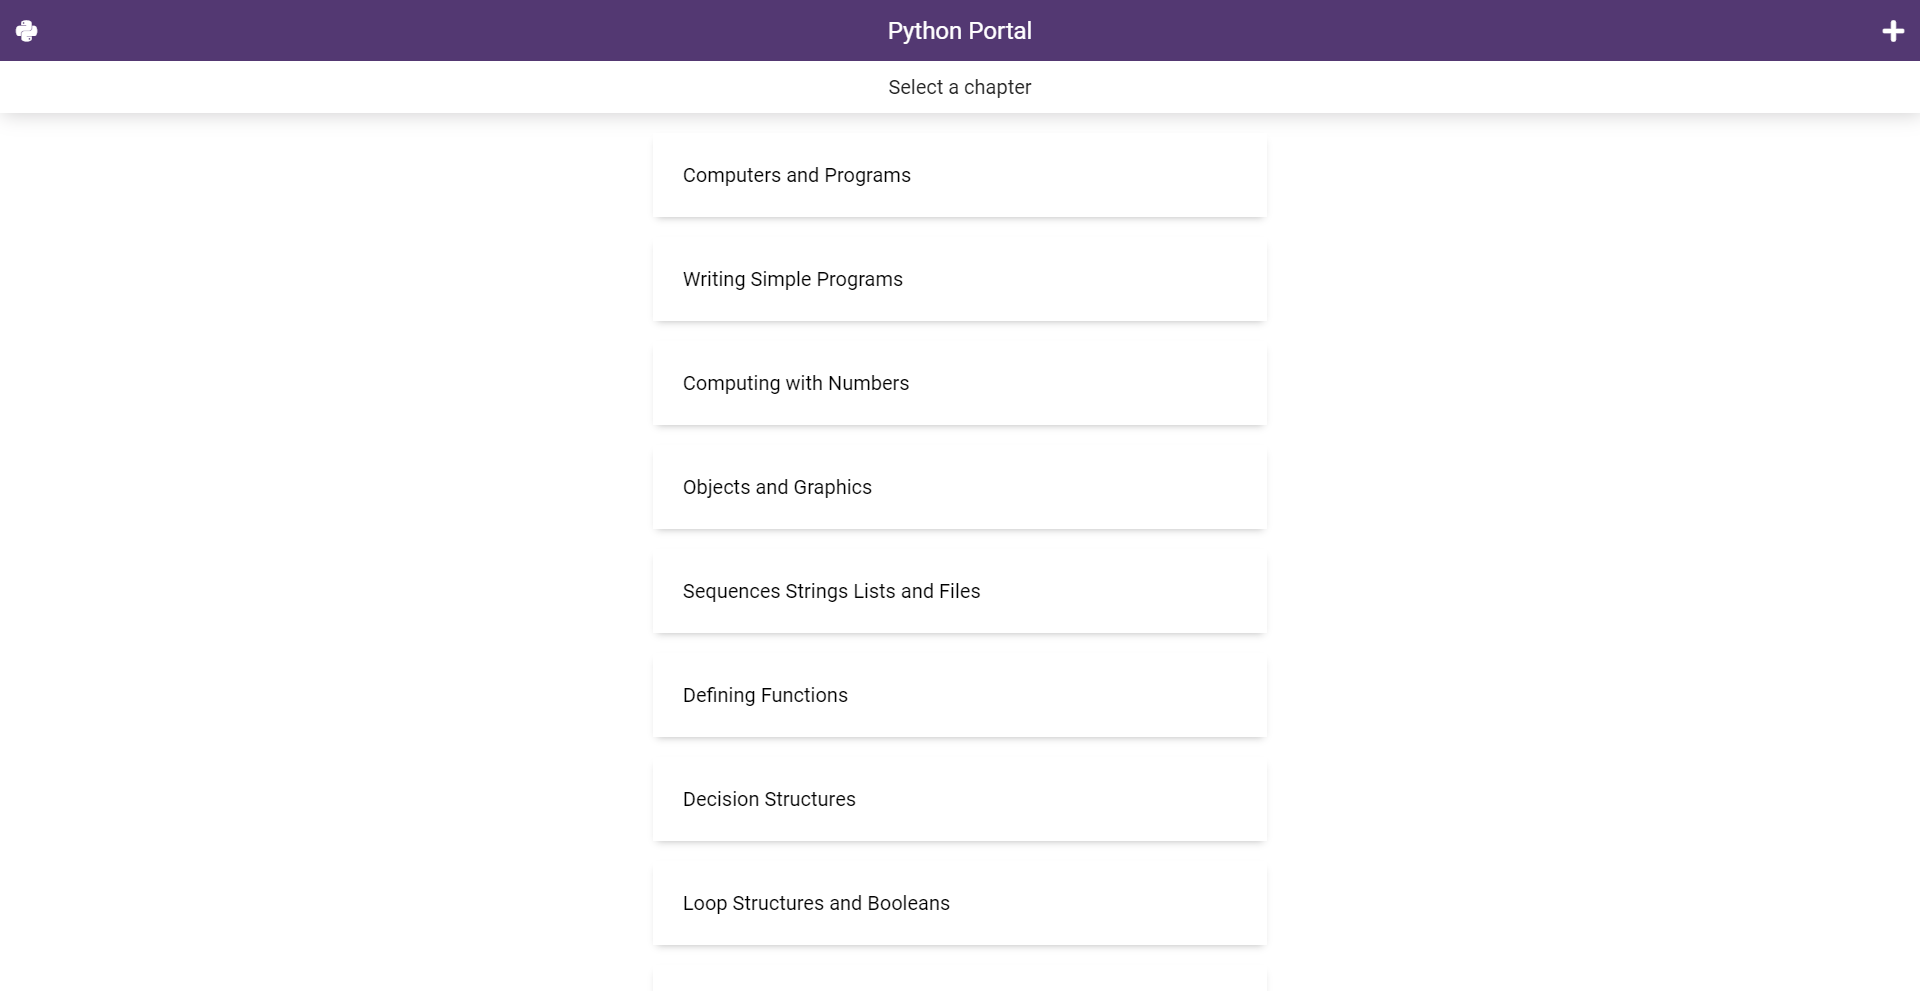 Python Portal
Select a chapter
Computers and Programs
Writing Simple Programs
Computing with Numbers
Objects and Graphics
Sequences Strings Lists and Files
Defining Functions
Decision Structures
Loop Structures and Booleans